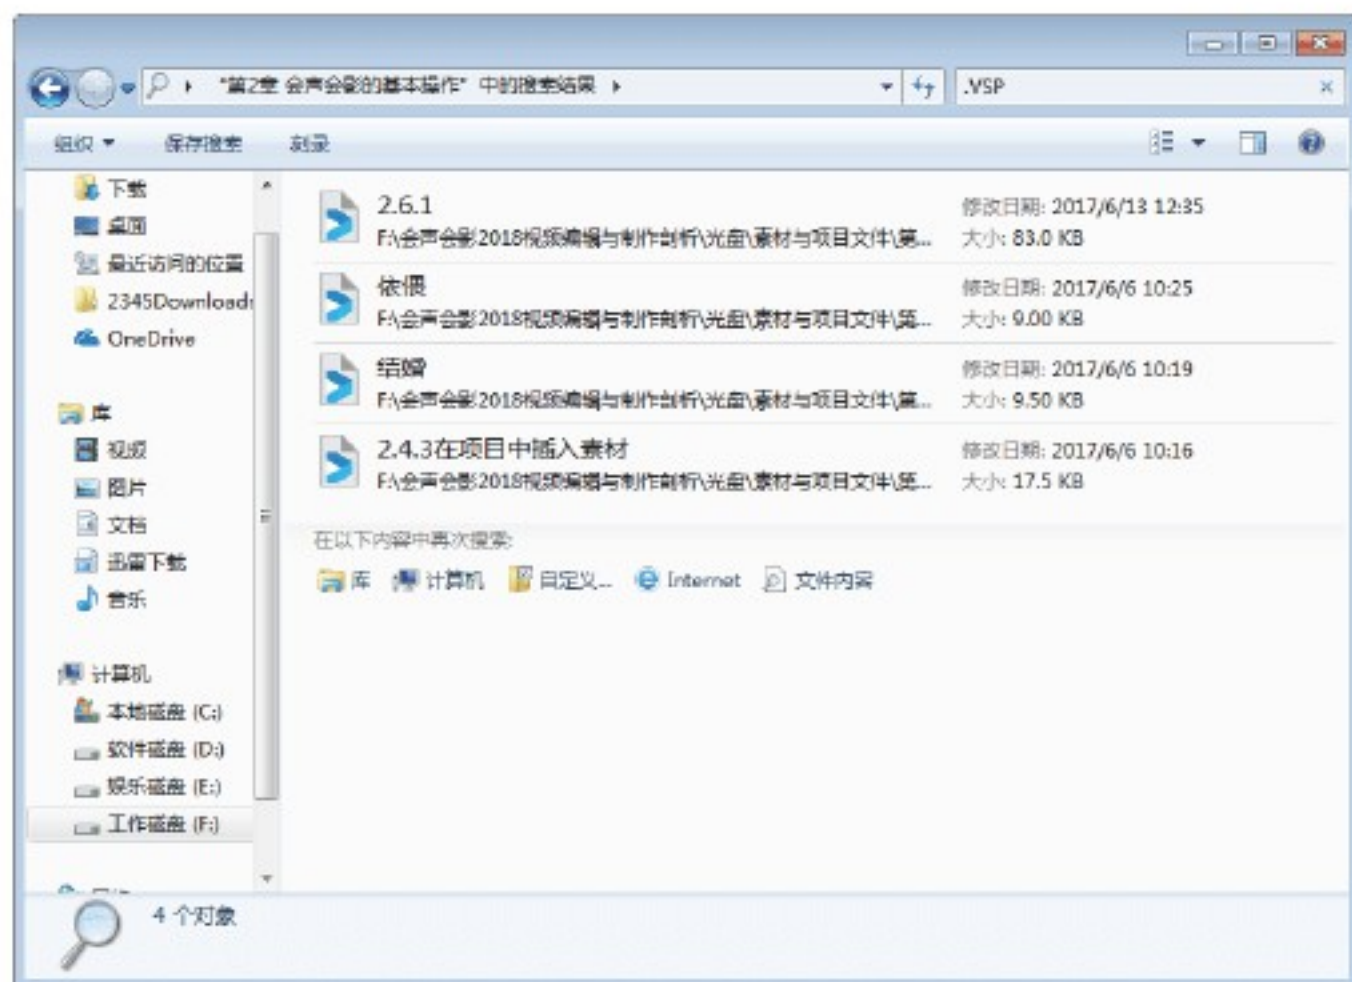 "第2章 会声会影的基本操作" 中的搜索结果
.VSP
组织 保存搜索 刻录
下载
桌面
最近访问的位置
2345Download
OneDrive
库
视频
图片
文档
迅雷下载
音乐
计算机
本地磁盘 (C:)
软件磁盘 (D:)
娱乐磁盘 (E:)
工作磁盘 (F:)
2.6.1
修改日期: 2017/6/13 12:35
F:\会声会影2018视频编辑与制作剖析\光盘\素材与项目文件\第...
大小: 83.0 KB
依偎
修改日期: 2017/6/6 10:25
F:\会声会影2018视频编辑与制作剖析\光盘\素材与项目文件\第...
大小: 9.00 KB
结婚
修改日期: 2017/6/6 10:19
F:\会声会影2018视频编辑与制作剖析\光盘\素材与项目文件\第...
大小: 9.50 KB
2.4.3在项目中插入素材
修改日期: 2017/6/6 10:16
F:\会声会影2018视频编辑与制作剖析\光盘\素材与项目文件\第...
大小: 17.5 KB
在以下内容中再次搜索:
库 计算机 自定义... Internet 文件内容
4 个对象